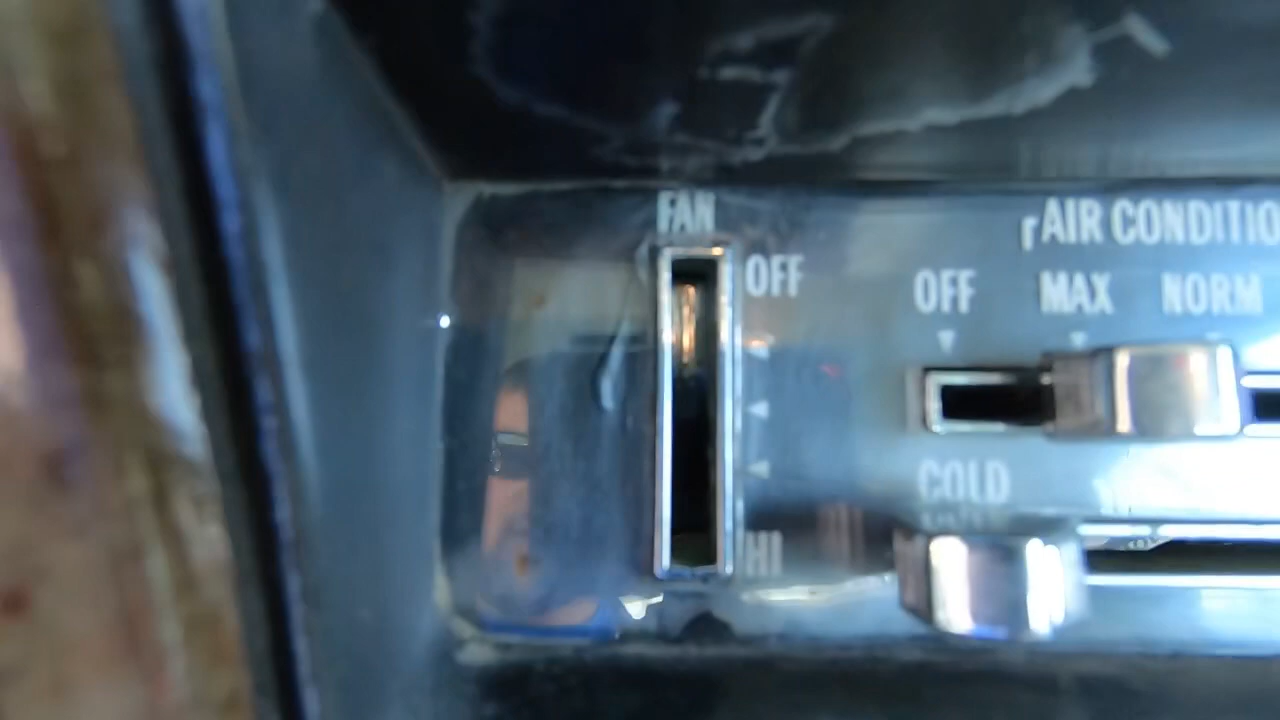 FAN
OFF
HI
AIR CONDITIO
OFF MAX NORM
COLD